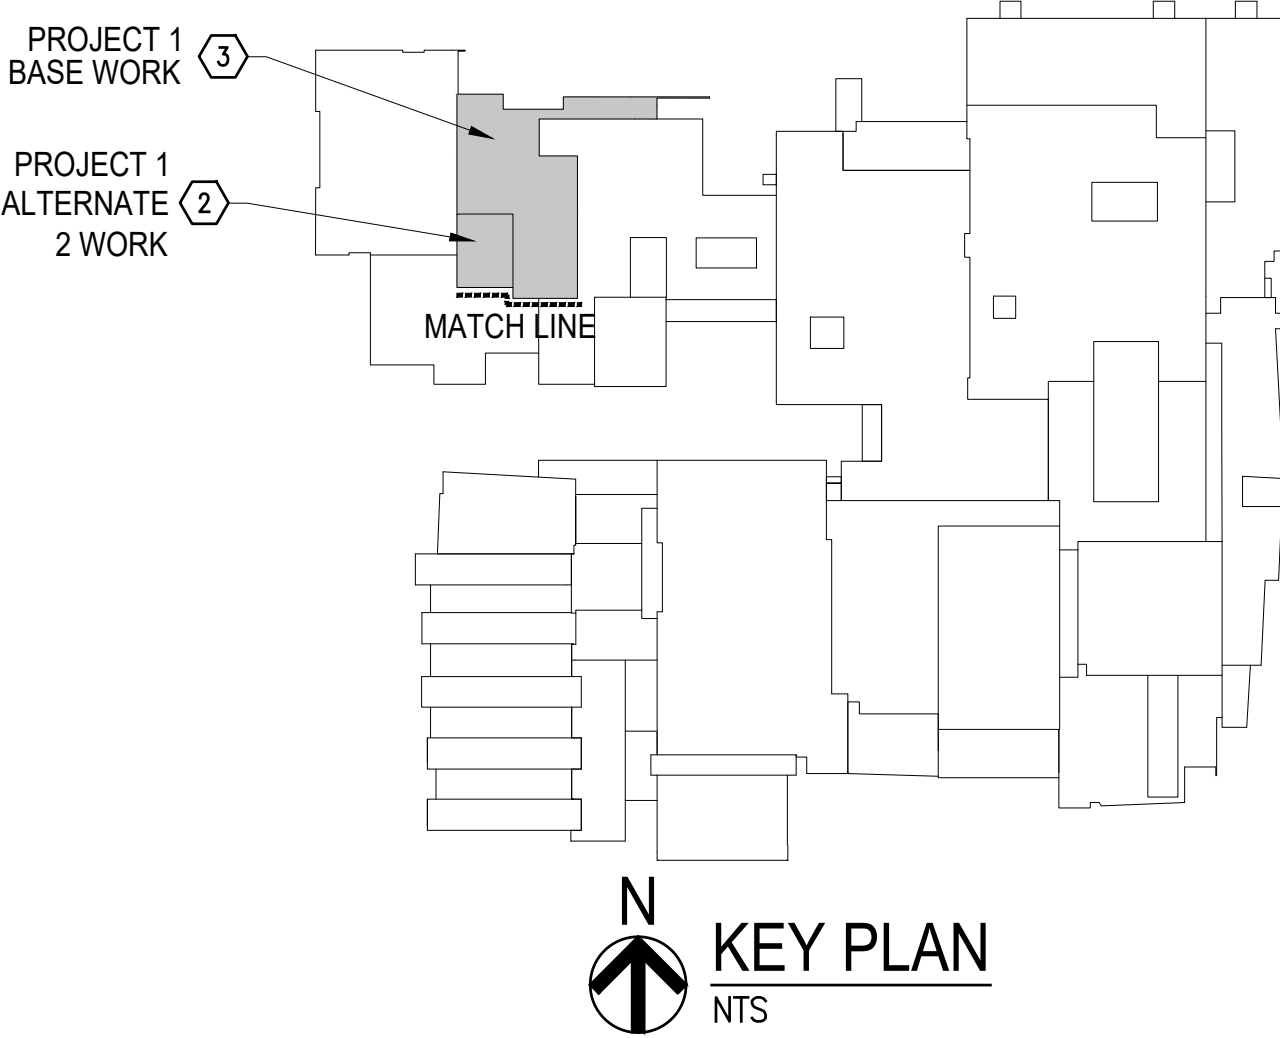 PROJECT 1
BASE WORK
3
PROJECT 1
ALTERNATE
2 WORK
2
MATCH LINE
N
KEY PLAN
NTS